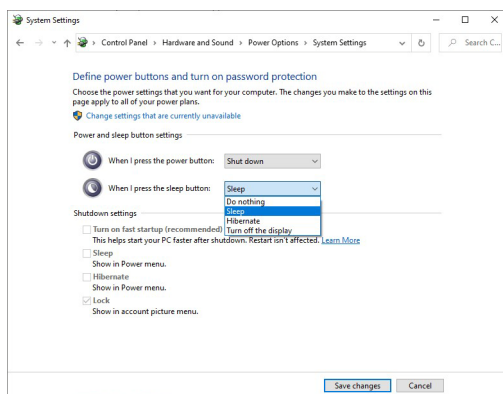 System Settings
Control Panel > Hardware and Sound > Power Options > System Settings
Search C...
Define power buttons and turn on password protection
Choose the power settings that you want for your computer. The changes you make to the settings on this
page apply to all of your power plans.
Change settings that are currently unavailable
Power and sleep button settings
When I press the power button: Shut down
When I press the sleep button: Sleep
Do nothing
Sleep
Hibernate
Turn off the display
Shutdown settings
Turn on fast startup (recommended)
This helps start your PC faster after shutdown. Restart isn't affected. Learn More
Sleep
Show in Power menu.
Hibernate
Show in Power menu.
Lock
Show in account picture menu.
Save changes
Cancel